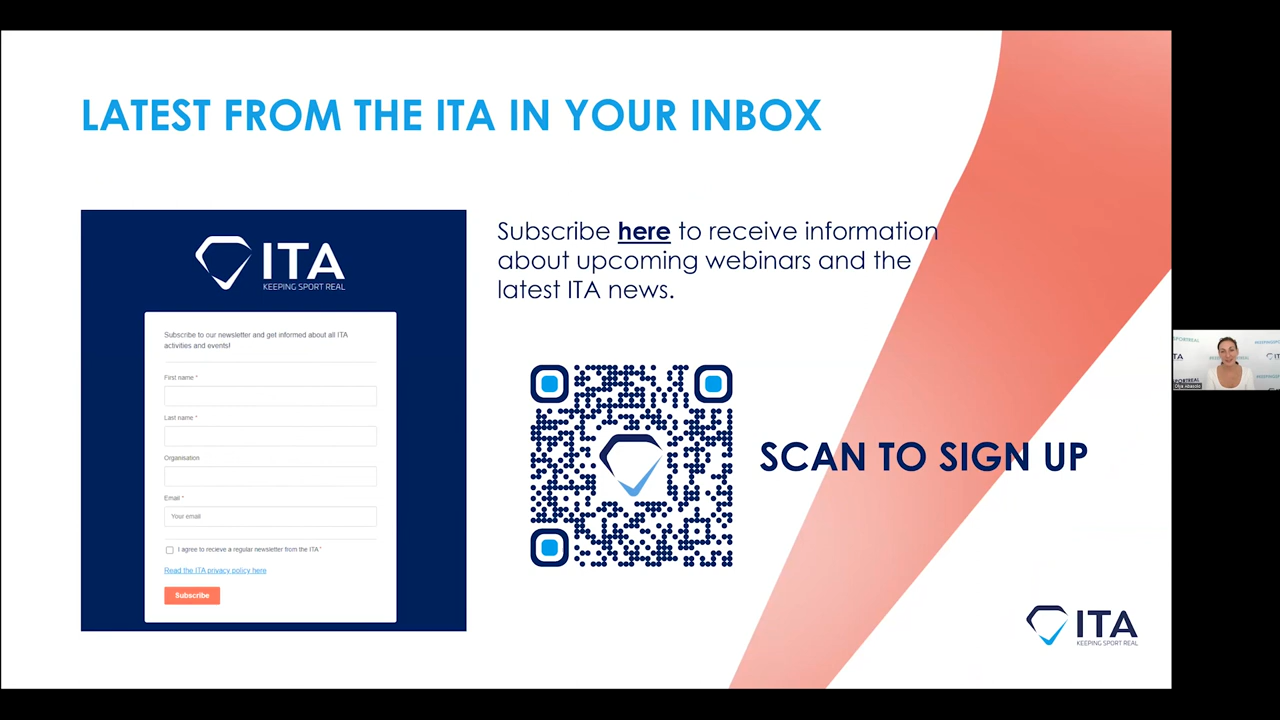 LATEST FROM THE ITA IN YOUR INBOX
ITA
KEEPING SPORT REAL
Subscribe to our newsletter and get informed about all ITA
activities and events!
First name *
Last name *
Organisation
Email *
Your email
I agree to recieve a regular newsletter from the ITA *
Read the ITA privacy policy here
Subscribe
Subscribe here to receive information
about upcoming webinars and the
latest ITA news.
SCAN TO SIGN UP
ITA
KEEPING SPORT REAL